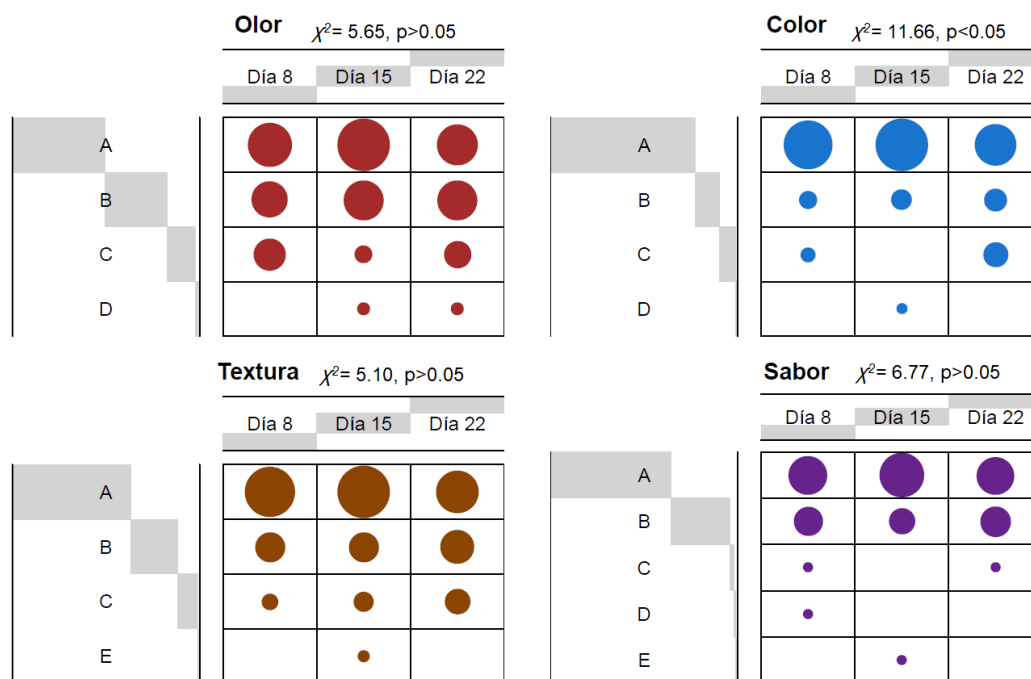 Olor χ²= 5.65, p>0.05
Día 8 Día 15 Día 22
A
B
C
D
Color χ²= 11.66, p<0.05
Día 8 Día 15 Día 22
A
B
C
D
Textura χ²= 5.10, p>0.05
Día 8 Día 15 Día 22
A
B
C
E
Sabor χ²= 6.77, p>0.05
Día 8 Día 15 Día 22
A
B
C
D
E